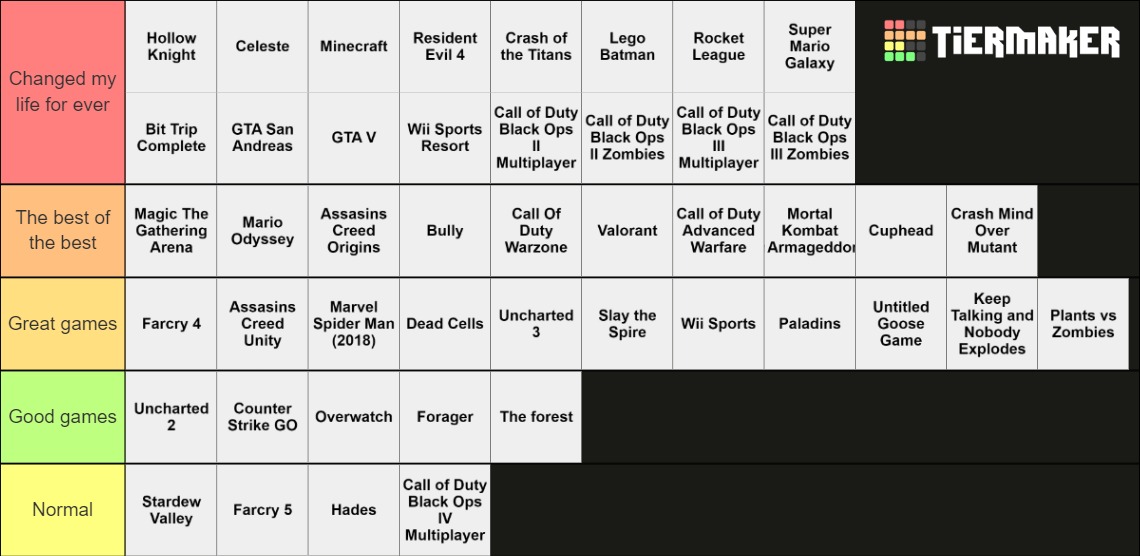 Changed my
life for ever
Hollow
Knight
Celeste
Minecraft
Resident
Evil 4
Crash of
the Titans
Lego
Batman
Rocket
League
Super
Mario
Galaxy
TiERMAKER
Bit Trip
Complete
GTA San
Andreas
GTA V
Wii Sports
Resort
Call of Duty
Black Ops
II
Multiplayer
Call of Duty
Black Ops
II Zombies
Call of Duty
Black Ops
III
Multiplayer
Call of Duty
Black Ops
III Zombies
The best of
the best
Magic The
Gathering
Arena
Mario
Odyssey
Assasins
Creed
Origins
Bully
Call Of
Duty
Warzone
Valorant
Call of Duty
Advanced
Warfare
Mortal
Kombat
Armageddon
Cuphead
Crash Mind
Over
Mutant
Great games
Farcry 4
Assasins
Creed
Unity
Marvel
Spider Man
(2018)
Dead Cells
Uncharted
3
Slay the
Spire
Wii Sports
Paladins
Untitled
Goose
Game
Keep
Talking and
Nobody
Explodes
Plants vs
Zombies
Good games
Uncharted
2
Counter
Strike GO
Overwatch
Forager
The forest
Normal
Stardew
Valley
Farcry 5
Hades
Call of Duty
Black Ops
IV
Multiplayer